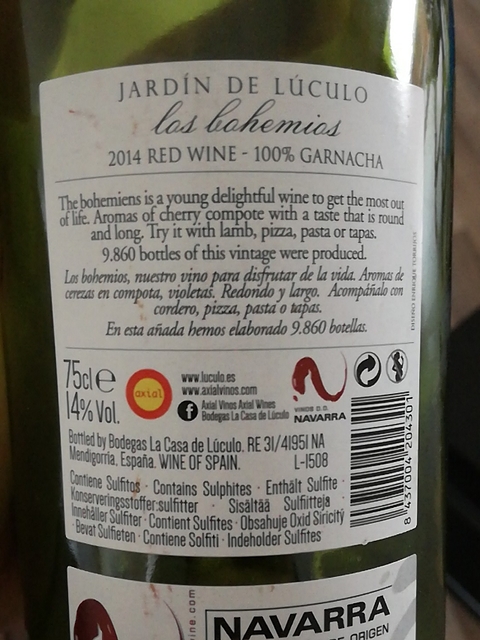 JARDÍN DE LÚCULO
los bohemios
2014 RED WINE - 100% GARNACHA
The bohemiens is a young delightful wine to get the most out
of life. Aromas of cherry compote with a taste that is round
and long. Try it with lamb, pizza, pasta or tapas.
9.860 bottles of this vintage were produced.
Los bohemios, nuestro vino para disfrutar de la vida. Aromas de
cerezas en compota, violetas. Redondo y largo. Acompáñalo con
cordero, pizza, pasta o tapas.
En esta añada hemos elaborado 9.860 botellas.
DISEÑO ENRIQUE TORRIJOS
75cl e
14% Vol.
axial
www.luculo.es
www.axialvinos.com
f Axial Vinos Axial Wines
Bodegas La Casa de Lúculo
VINOS D.O.
NAVARRA
Bottled by Bodegas La Casa de Lúculo. RE 31/41951 NA
Mendigorría. España. WINE OF SPAIN. L-1508
Contiene Sulfitos · Contains Sulphites · Enthält Sulfite ·
Konserveringsstoffer:sulfitter · Sisältää Sulfiitteja
Innehåller Sulfiter · Contient Sulfites · Obsahuje Oxid Siricitý
· Bevat Sulfieten · Contiene Solfiti · Indeholder Sulfites
8 437004 204301
NAVARRA
ORIGEN